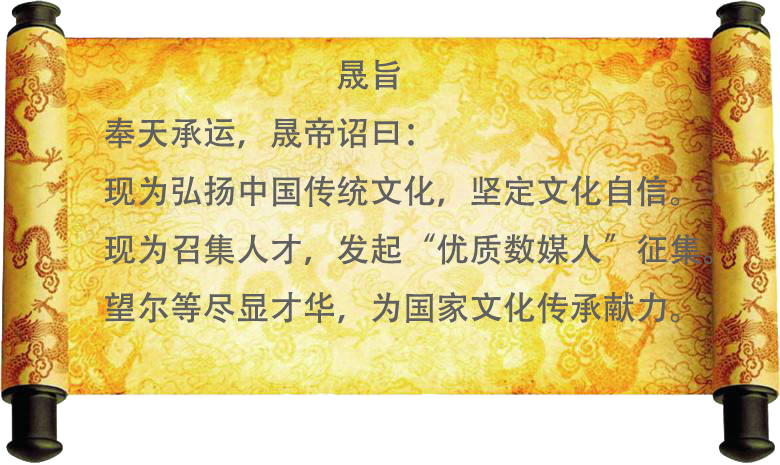 晟旨
奉天承运，晟帝诏曰：
现为弘扬中国传统文化，坚定文化自信。
现为召集人才，发起“优质数媒人”征集。
望尔等尽显才华，为国家文化传承献力。